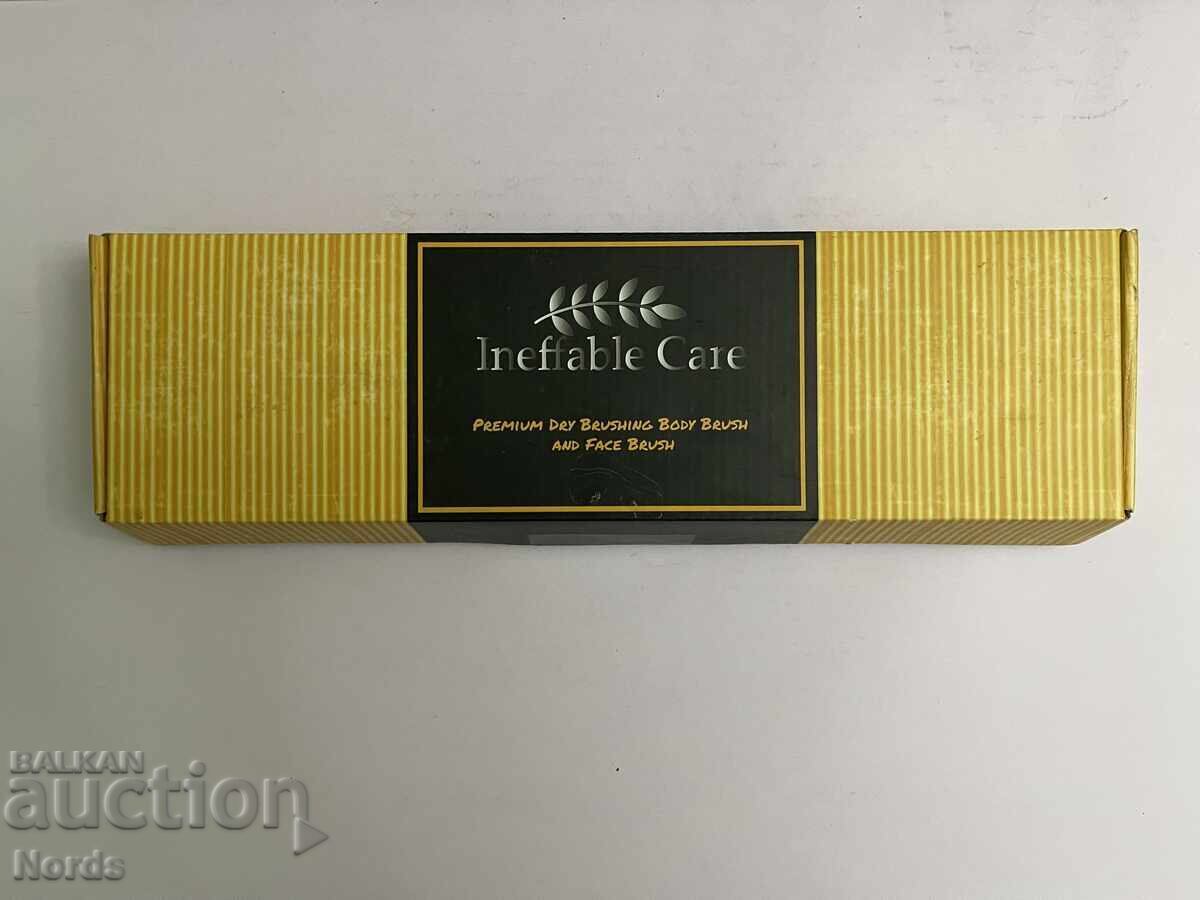 Ineffable Care
Premium Dry Brushing Body Brush
and Face Brush
BALKAN
auction
Nords